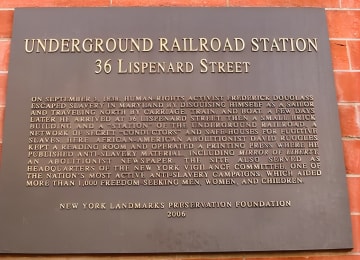 UNDERGROUND RAILROAD STATION
36 LISPENARD STREET
ON SEPTEMBER 3, 1838, HUMAN RIGHTS ACTIVIST FREDERICK DOUGLASS
ESCAPED SLAVERY IN MARYLAND BY DISGUISING HIMSELF AS A SAILOR
AND TRAVELING NORTH BY CARRIAGE, TRAIN, AND BOAT. A FEW DAYS
LATER HE ARRIVED AT 36 LISPENARD STREET, THEN A SMALL BRICK
BUILDING AND A STATION TO THE UNDERGROUND RAILROAD, A
NETWORK OF SECRET "CONDUCTORS" AND SAFE-HOUSES FOR FUGITIVE
SLAVES. HERE AFRICAN AMERICAN ABOLITIONIST DAVID RUGGLES
KEPT A READING ROOM AND OPERATED A PRINTING PRESS WHERE HE
PUBLISHED ANTI-SLAVERY MATERIAL, INCLUDING MIRROR OF LIBERTY,
AN ABOLITIONIST NEWSPAPER. THE SITE ALSO SERVED AS
HEADQUARTERS OF THE NEW YORK VIGILANCE COMMITTEE, ONE OF
THE NATION'S MOST ACTIVE ANTI-SLAVERY CAMPAIGNS, WHICH AIDED
MORE THAN 1,000 FREEDOM SEEKING MEN, WOMEN, AND CHILDREN.
NEW YORK LANDMARKS PRESERVATION FOUNDATION
2006